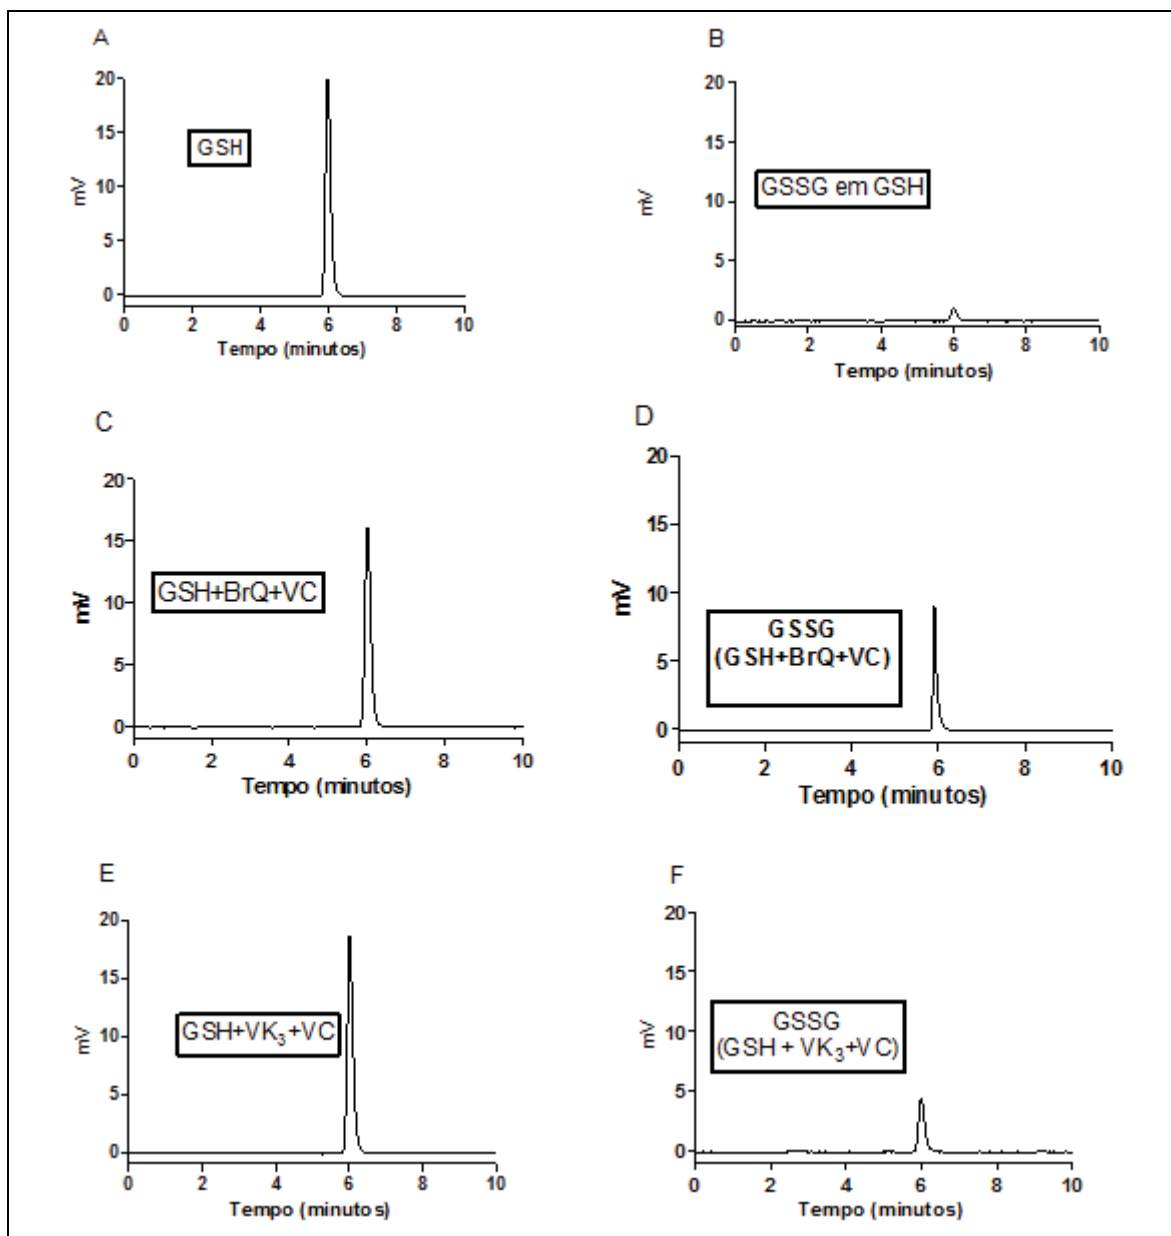 A
20
15
10
5
0
mV
GSH
0 2 4 6 8 10
Tempo (minutos)
B
20
15
10
5
0
mV
GSSG em GSH
0 2 4 6 8 10
Tempo (minutos)
C
20
15
10
5
0
mV
GSH+BrQ+VC
0 2 4 6 8 10
Tempo (minutos)
D
20
15
10
5
0
mV
GSSG
(GSH+BrQ+VC)
0 2 4 6 8 10
Tempo (minutos)
E
20
15
10
5
0
mV
GSH+VK₃+VC
0 2 4 6 8 10
Tempo (minutos)
F
20
15
10
5
0
mV
GSSG
(GSH + VK₃+VC)
0 2 4 6 8 10
Tempo (minutos)